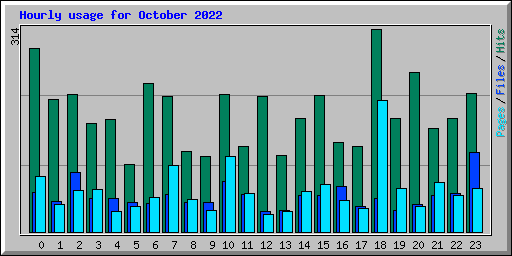 Hourly usage for October 2022
314
Pages/Files/Hits
0 1 2 3 4 5 6 7 8 9 10 11 12 13 14 15 16 17 18 19 20 21 22 23